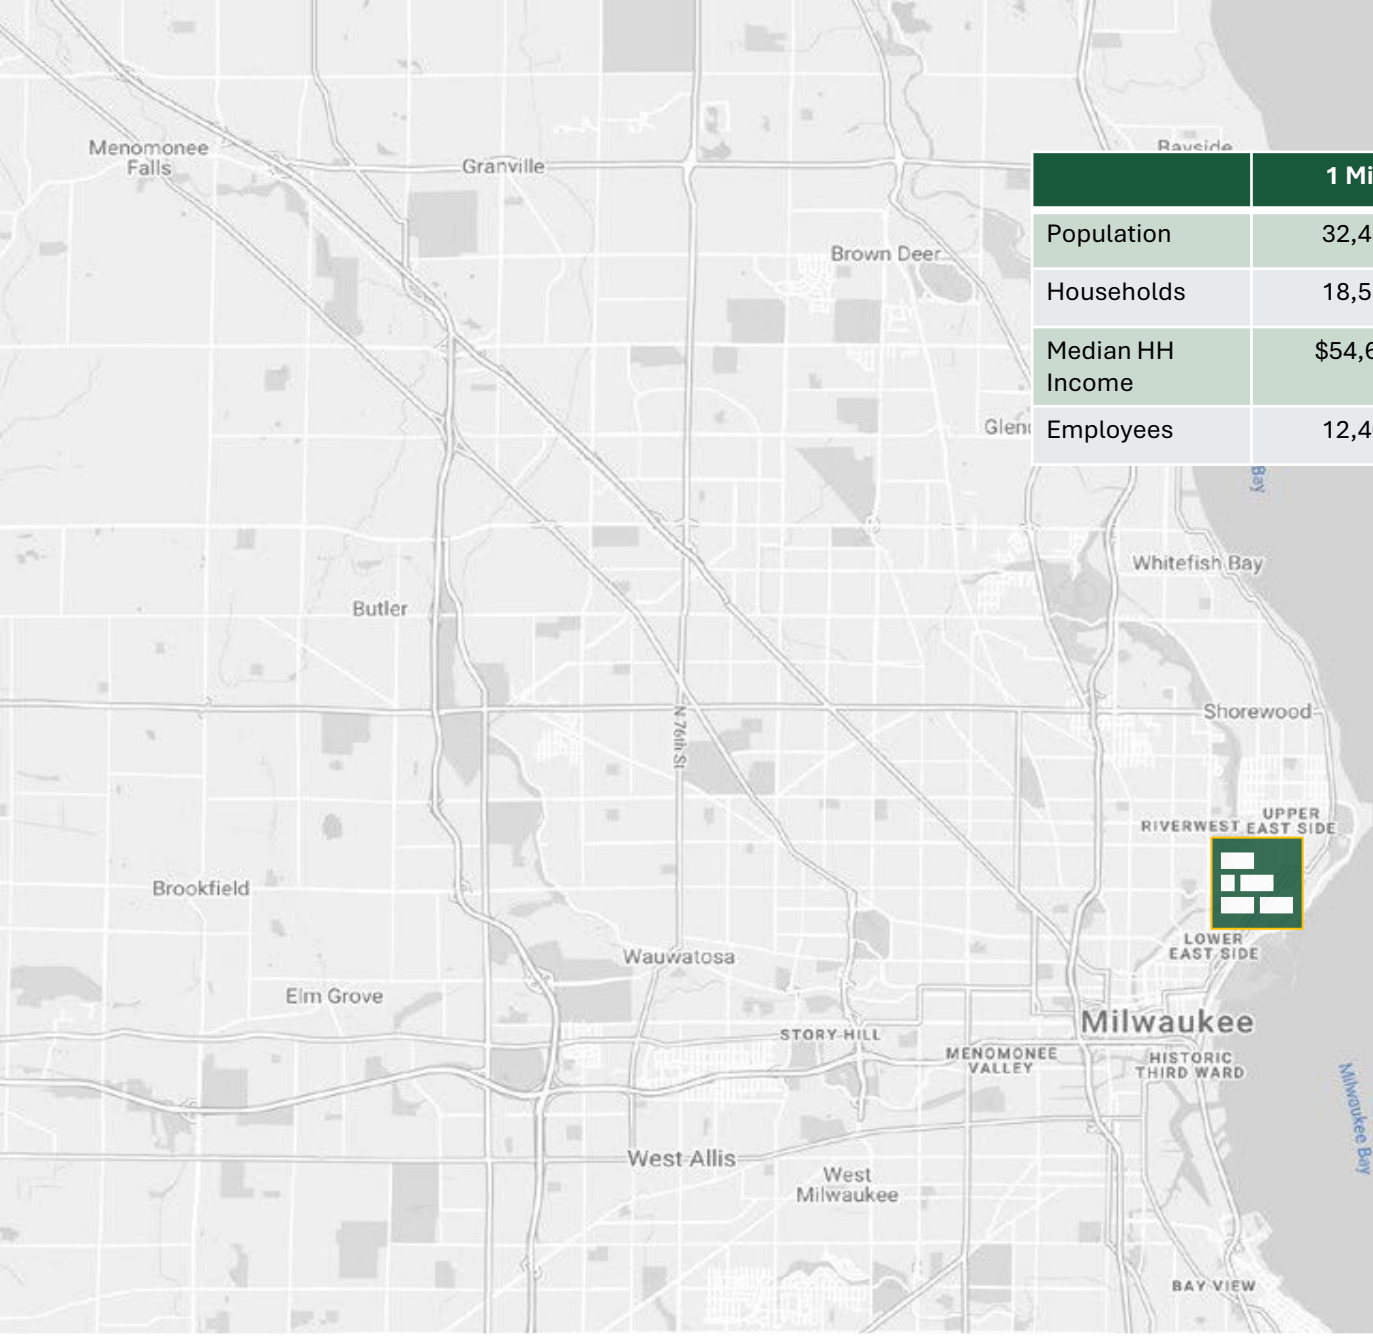 Bayside
Menomonee
Falls
Granville
1 Mi
Population
32,4
Brown Deer
Households
18,5
Median HH
Income
$54,6
Employees
12,4
Bay
Whitefish Bay
Butler
Shorewood
N 76th St
UPPER
EAST SIDE
RIVERWEST
Brookfield
LOWER
EAST SIDE
Wauwatosa
Elm Grove
Milwaukee
STORY HILL
MENOMONEE
VALLEY
HISTORIC
THIRD WARD
Milwaukee Bay
West Allis
West
Milwaukee
BAY VIEW